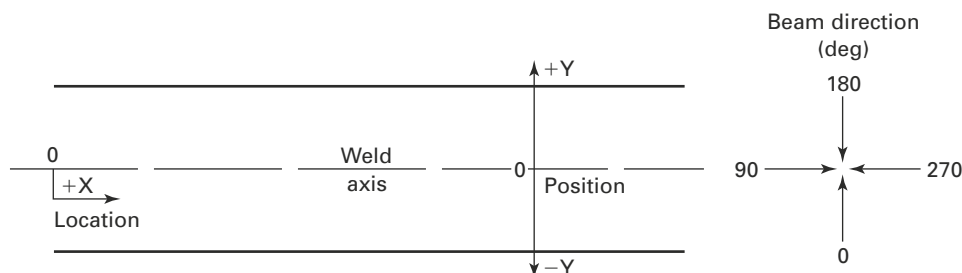 Beam direction
(deg)
180
+Y
0
Weld
axis
0
Position
+X
Location
90
270
0
−Y